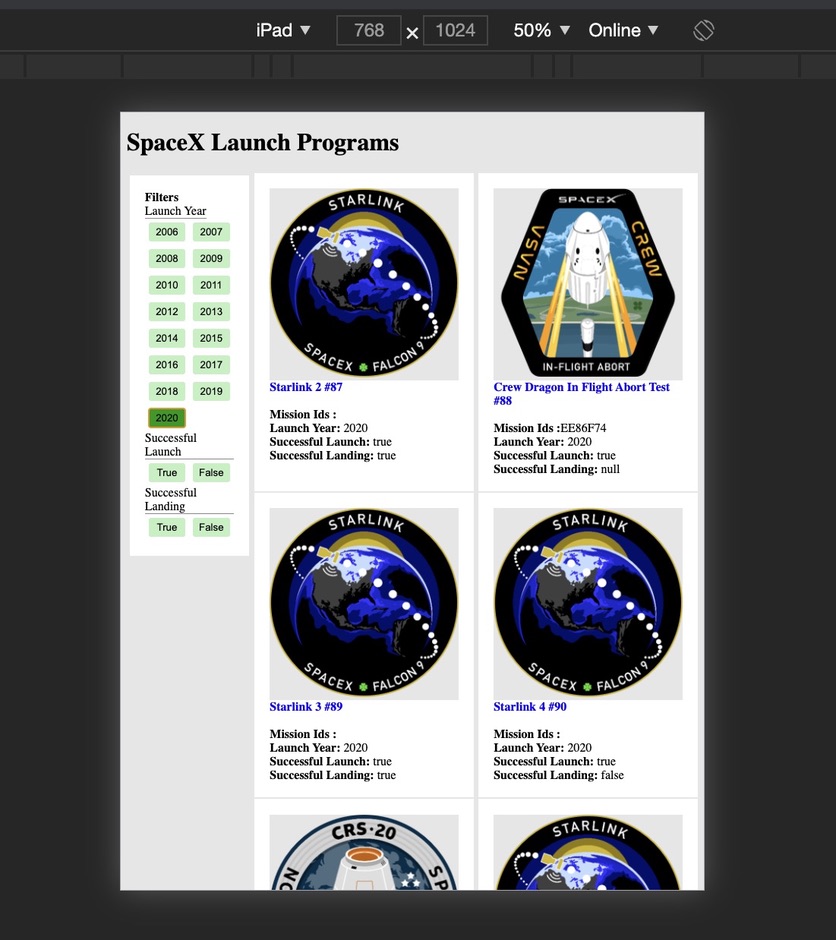 iPad ▼ 768 × 1024 50% ▼ Online ▼
SpaceX Launch Programs
Filters
Launch Year
2006 2007
2008 2009
2010 2011
2012 2013
2014 2015
2016 2017
2018 2019
2020
Successful
Launch
True False
Successful
Landing
True False
STARLINK
SPACEX FALCON 9
Starlink 2 #87
Mission Ids :
Launch Year: 2020
Successful Launch: true
Successful Landing: true
SPACEX
NASA
CREW
IN-FLIGHT ABORT
Crew Dragon In Flight Abort Test
#88
Mission Ids :EE86F74
Launch Year: 2020
Successful Launch: true
Successful Landing: null
STARLINK
SPACEX FALCON 9
Starlink 3 #89
Mission Ids :
Launch Year: 2020
Successful Launch: true
Successful Landing: true
STARLINK
SPACEX FALCON 9
Starlink 4 #90
Mission Ids :
Launch Year: 2020
Successful Launch: true
Successful Landing: false
CRS·20
STARLINK